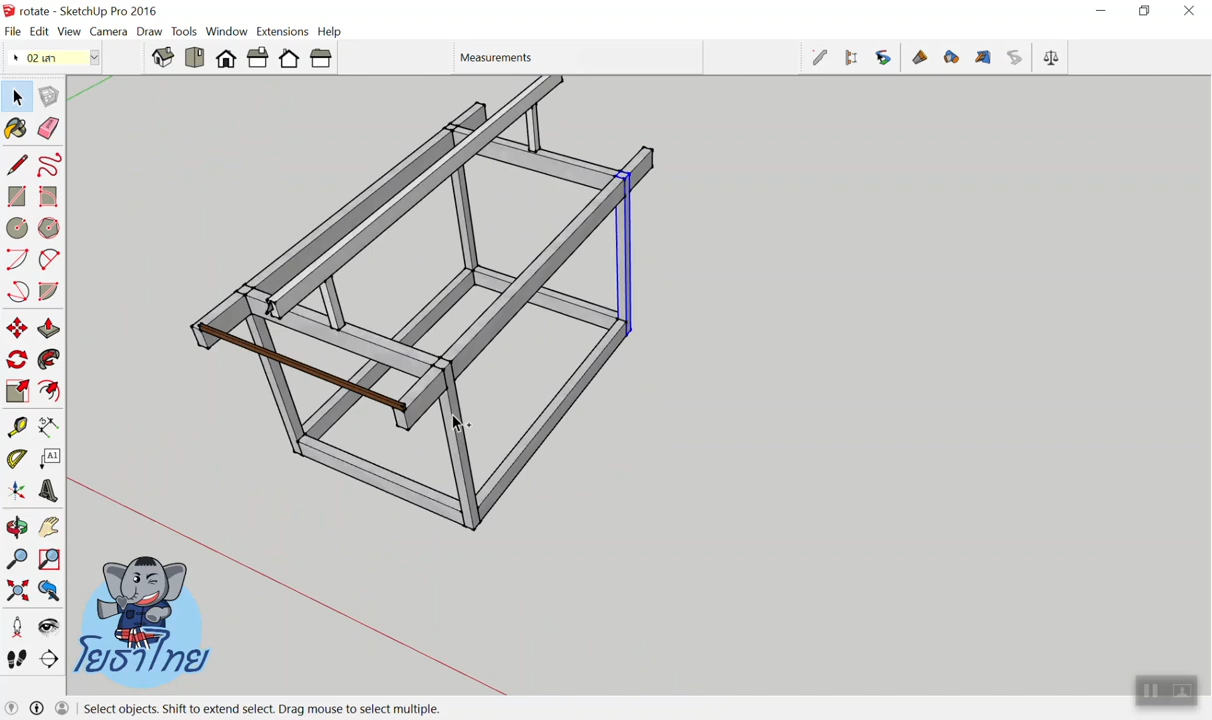 rotate - SketchUp Pro 2016
File Edit View Camera Draw Tools Window Extensions Help
02 เสา
Measurements
A1
โยธาไทย
Select objects. Shift to extend select. Drag mouse to select multiple.